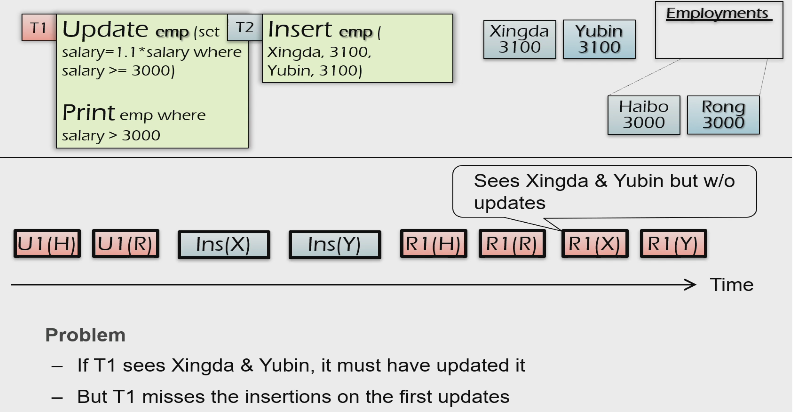 T1
Update emp (set
salary=1.1*salary where
salary >= 3000)
Print emp where
salary > 3000
T2
Insert emp (
Xingda, 3100,
Yubin, 3100)
Xingda
3100
Yubin
3100
Employments
Haibo
3000
Rong
3000
Sees Xingda & Yubin but w/o
updates
U1(H) U1(R) Ins(X) Ins(Y) R1(H) R1(R) R1(X) R1(Y)
Time
Problem
– If T1 sees Xingda & Yubin, it must have updated it
– But T1 misses the insertions on the first updates